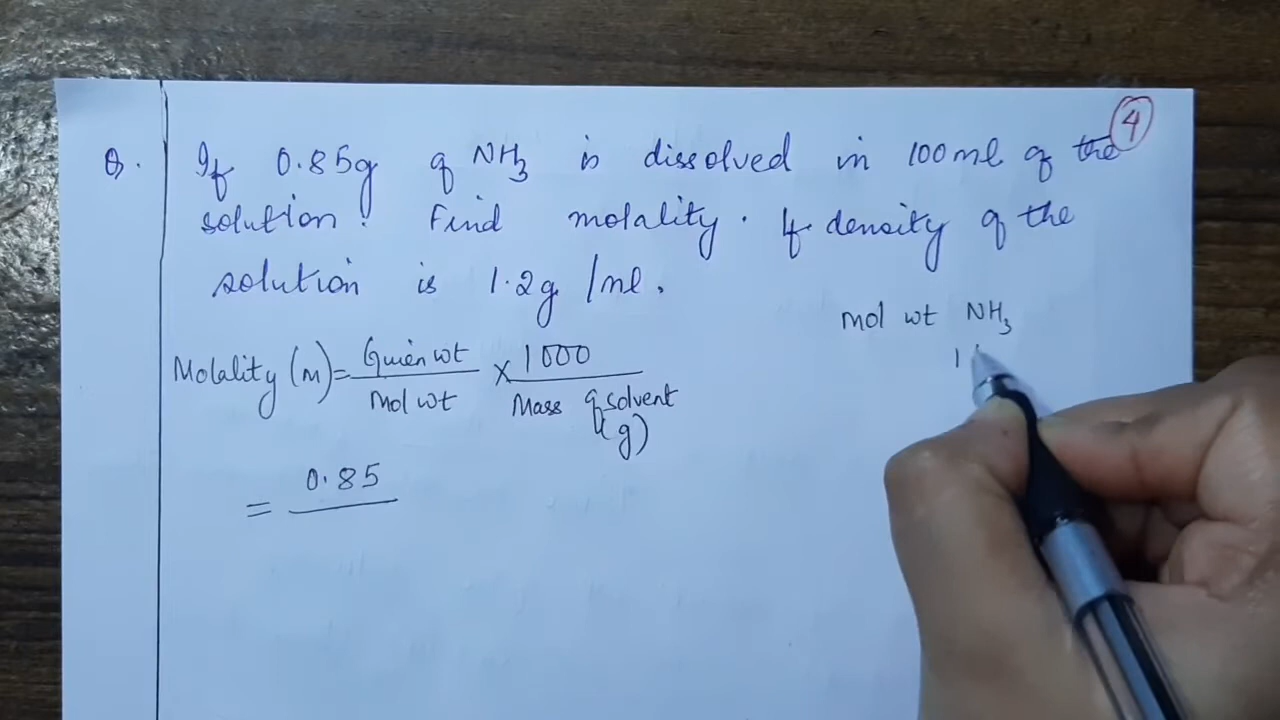 4
Q. If 0.85g of NH3 is dissolved in 100ml of the
solution! Find molality. If density of the
solution is 1.2g/ml.
mol wt NH3
1
Molality (m) = Given wt / Mol wt × 1000 / Mass of solvent (g)
= 0.85